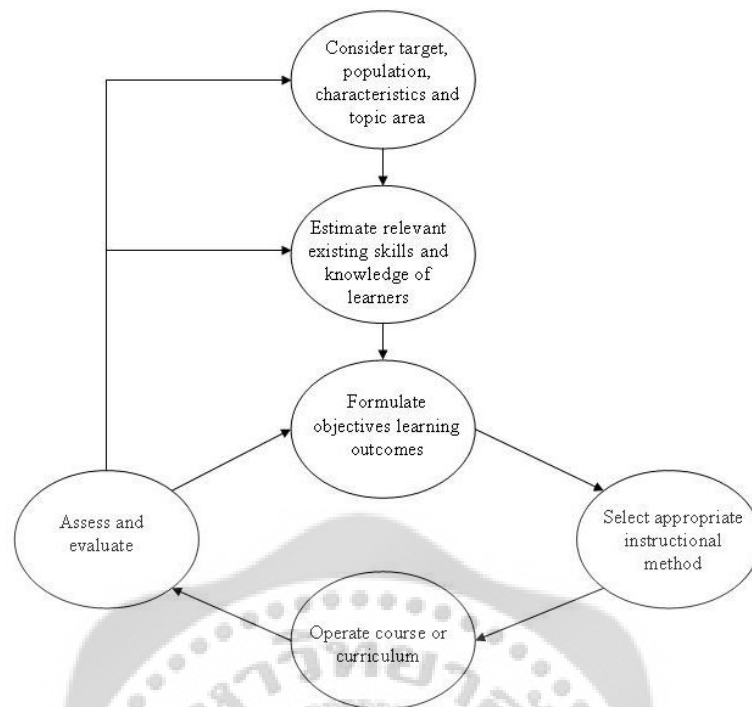 Consider target,
population,
characteristics and
topic area
Estimate relevant
existing skills and
knowledge of
learners
Formulate
objectives learning
outcomes
Assess and
evaluate
Select appropriate
instructional
method
Operate course or
curriculum